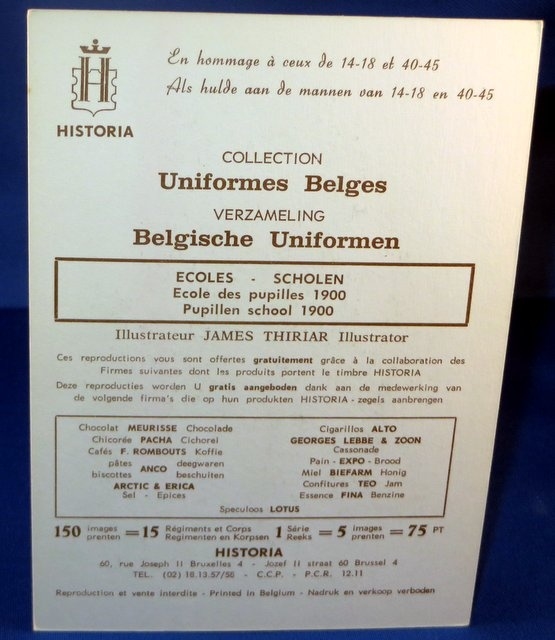 H
HISTORIA
En hommage à ceux de 14-18 et 40-45
Als hulde aan de mannen van 14-18 en 40-45
COLLECTION
Uniformes Belges
VERZAMELING
Belgische Uniformen
ECOLES - SCHOLEN
Ecole des pupilles 1900
Pupillen school 1900
Illustrateur JAMES THIRIAR Illustrator
Ces reproductions vous sont offertes gratuitement grâce à la collaboration des
Firmes suivantes dont les produits portent le timbre HISTORIA
Deze reproducties worden U gratis aangeboden dank aan de medewerking van
de volgende firma's die op hun produkten HISTORIA - zegels aanbrengen
Chocolat MEURISSE Chocolade
Chicorée PACHA Cichorei
Cafés F. ROMBOUTS Koffie
pâtes ANCO deegwaren
biscottes beschuiten
ARCTIC & ERICA
Sel - Epices
Cigarillos ALTO
GEORGES LEBBE & ZOON
Cassonade
Pain - EXPO - Brood
Miel BIEFARM Honig
Confitures TEO Jam
Essence FINA Benzine
Speculoos LOTUS
150 images prenten = 15 Régiments et Corps Regimenten en Korpsen 1 Série Reeks = 5 images prenten = 75 PT
HISTORIA
60, rue Joseph II Bruxelles 4 - Jozef II straat 60 Brussel 4
TEL. (02) 18.13.57/58 - C.C.P. - P.C.R. 12.11
Reproduction et vente interdite - Printed in Belgium - Nadruk en verkoop verboden